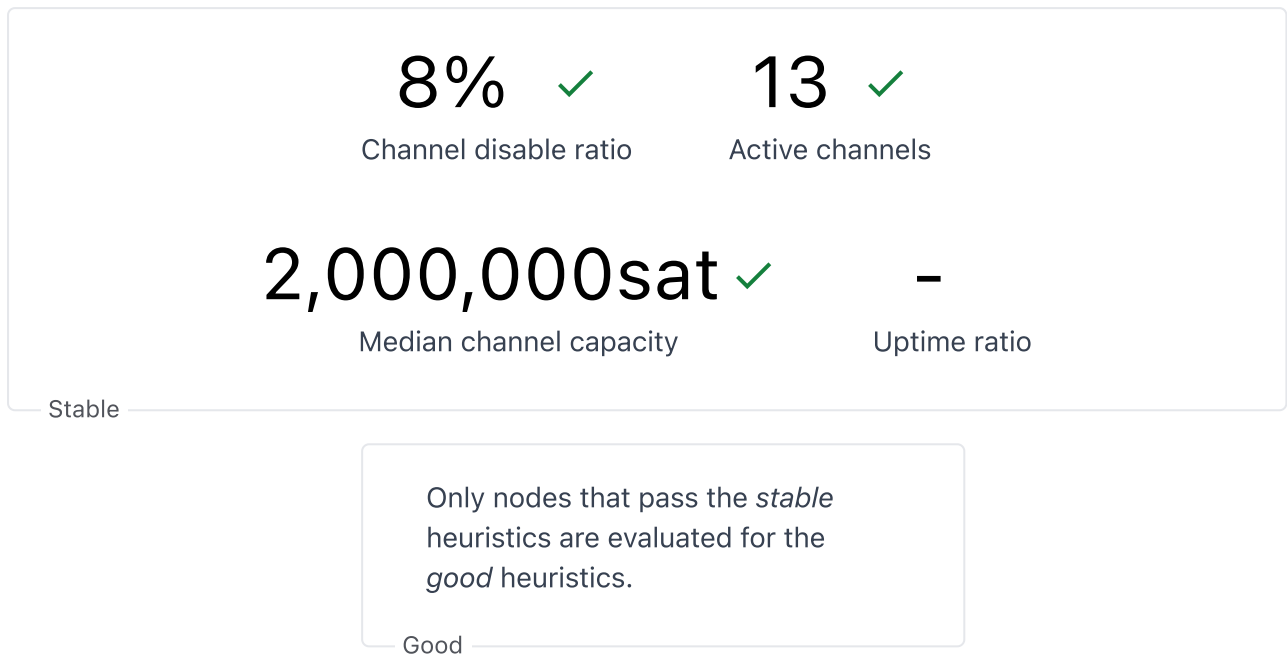 8% 13
Channel disable ratio Active channels
2,000,000sat -
Median channel capacity Uptime ratio
Stable
Only nodes that pass the stable
heuristics are evaluated for the
good heuristics.
Good